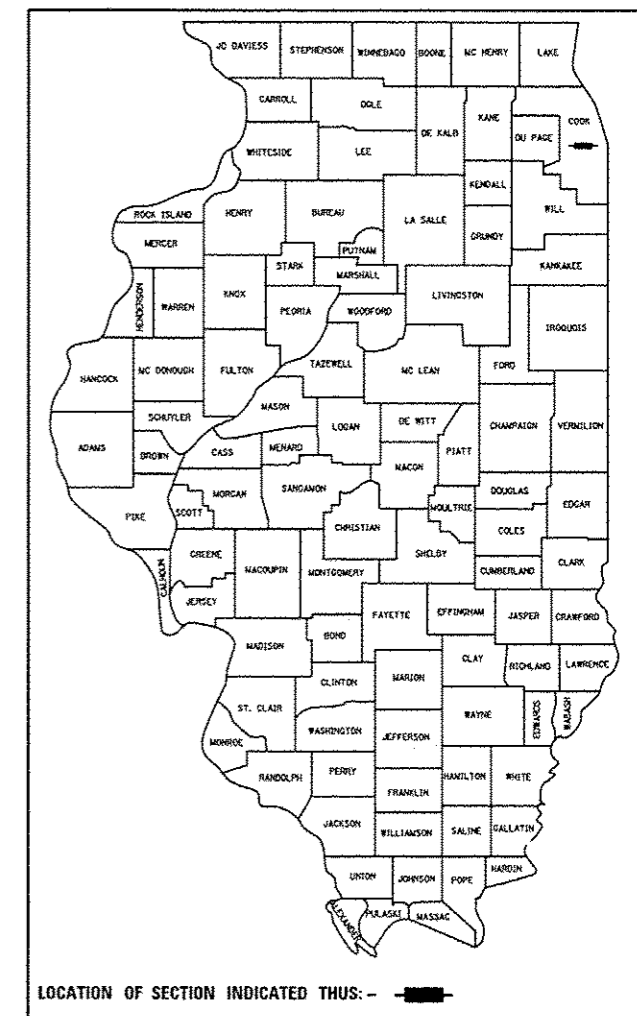 JO DAVIESS STEPHENSON WINNEBAGO BOONE MC HENRY LAKE
CARROLL OGLE DE KALB KANE COOK
DU PAGE
WHITESIDE LEE
KENDALL WILL
ROCK ISLAND HENRY BUREAU LA SALLE GRUNDY
MERCER PUTNAM KANKAKEE
STARK MARSHALL
HENDERSON WARREN KNOX PEORIA WOODFORD LIVINGSTON IROQUOIS
HANCOCK MC DONOUGH FULTON TAZEWELL MC LEAN FORD
SCHUYLER MASON LOGAN DE WITT CHAMPAIGN VERMILION
ADAMS BROWN CASS MENARD MACON PIATT
PIKE SCOTT MORGAN SANGAMON CHRISTIAN MOULTRIE DOUGLAS EDGAR
COLES
CALHOUN GREENE MACOUPIN MONTGOMERY SHELBY CUMBERLAND CLARK
JERSEY FAYETTE EFFINGHAM JASPER CRAWFORD
MADISON BOND CLAY RICHLAND LAWRENCE
CLINTON MARION
ST. CLAIR WAYNE EDWARDS WABASH
MONROE WASHINGTON JEFFERSON
RANDOLPH PERRY HAMILTON WHITE
FRANKLIN
JACKSON WILLIAMSON SALINE GALLATIN
UNION JOHNSON POPE HARDIN
ALEXANDER PULASKI MASSAC
LOCATION OF SECTION INDICATED THUS: -